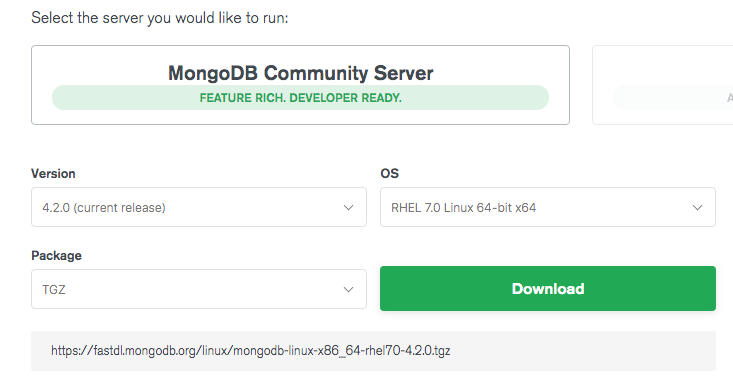 Select the server you would like to run:
MongoDB Community Server
FEATURE RICH. DEVELOPER READY.
A
Version
OS
4.2.0 (current release)
RHEL 7.0 Linux 64-bit x64
Package
TGZ
Download
https://fastdl.mongodb.org/linux/mongodb-linux-x86_64-rhel70-4.2.0.tgz